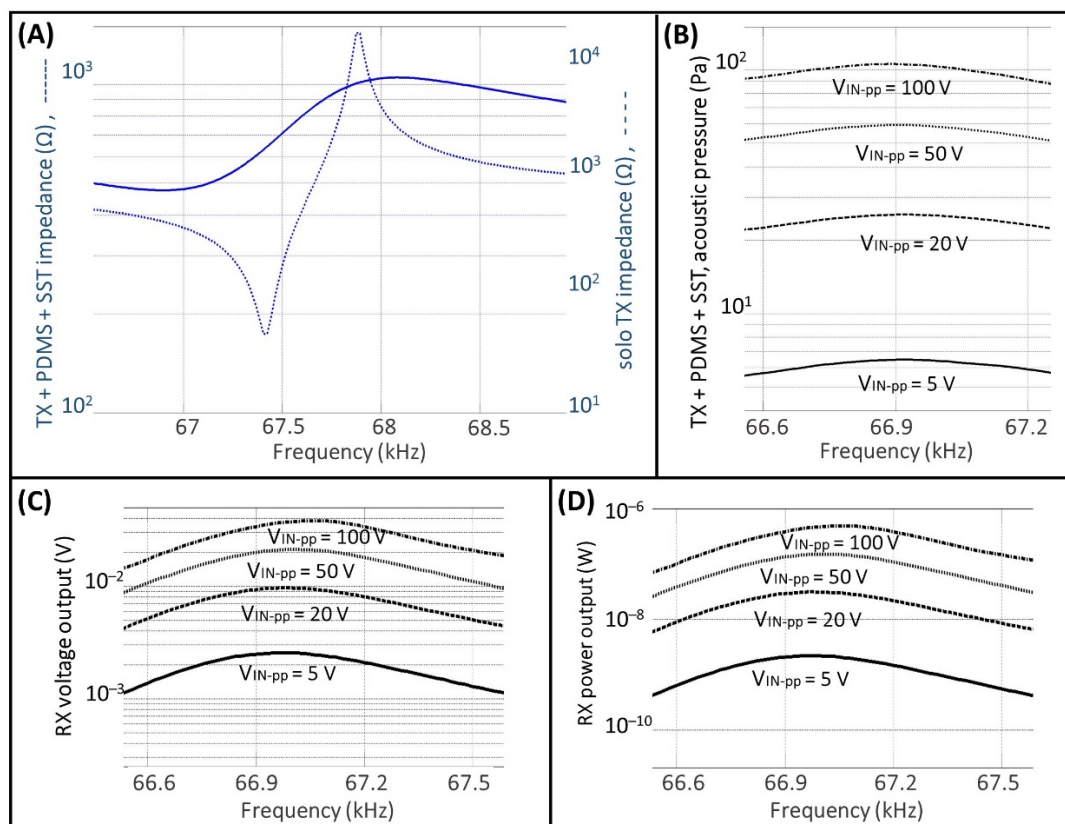 (A)
TX + PDMS + SST impedance (Ω) , ------
10³
10²
solo TX impedance (Ω) , - - - -
10⁴
10³
10²
10¹
67
67.5
68
68.5
Frequency (kHz)
(B)
TX + PDMS + SST, acoustic pressure (Pa)
10²
10¹
VIN-pp = 100 V
VIN-pp = 50 V
VIN-pp = 20 V
VIN-pp = 5 V
66.6
66.9
67.2
Frequency (kHz)
(C)
RX voltage output (V)
10⁻²
10⁻³
VIN-pp = 100 V
VIN-pp = 50 V
VIN-pp = 20 V
VIN-pp = 5 V
66.6
66.9
67.2
67.5
Frequency (kHz)
(D)
RX power output (W)
10⁻⁶
10⁻⁸
10⁻¹⁰
VIN-pp = 100 V
VIN-pp = 50 V
VIN-pp = 20 V
VIN-pp = 5 V
66.6
66.9
67.2
67.5
Frequency (kHz)